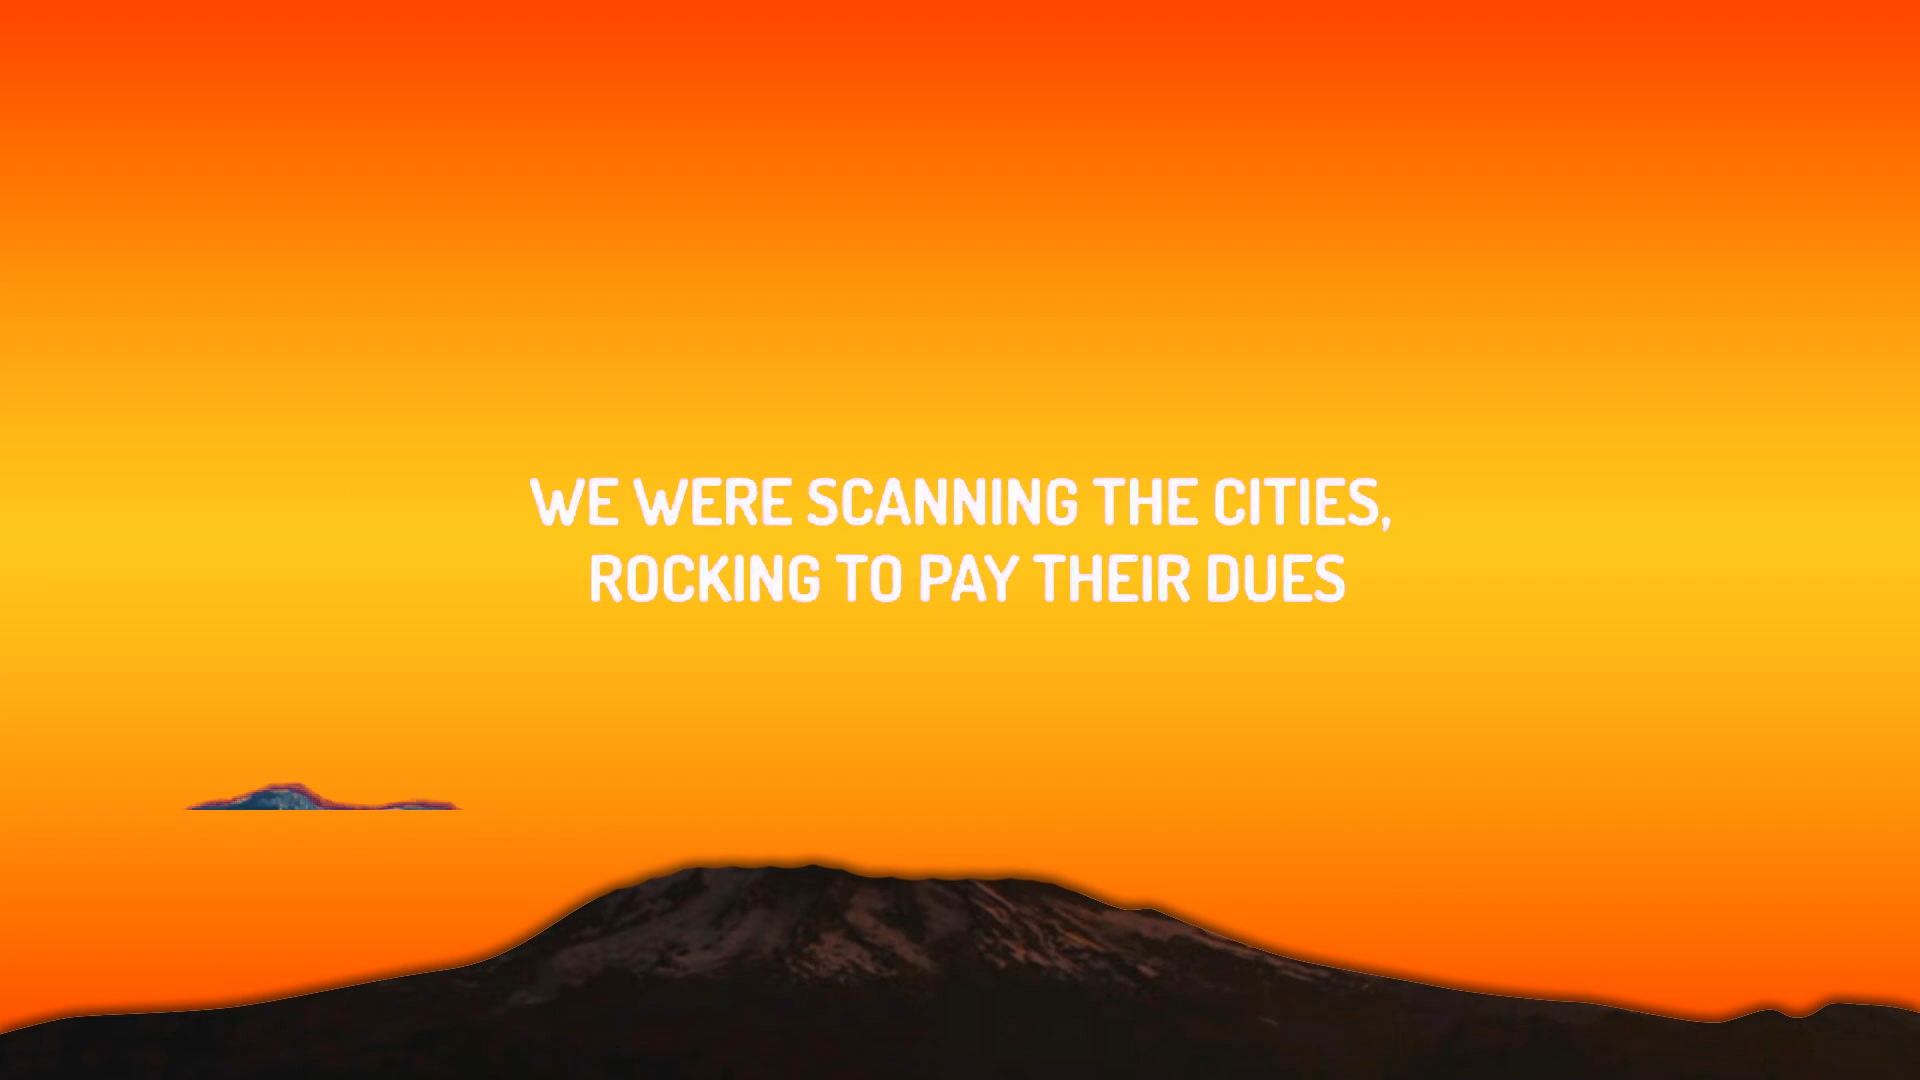 WE WERE SCANNING THE CITIES,
ROCKING TO PAY THEIR DUES